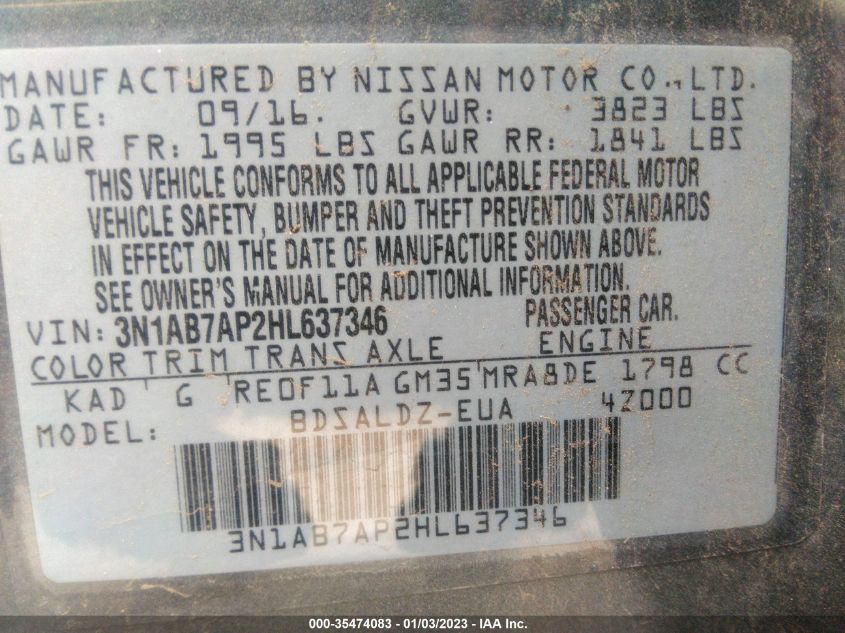 MANUFACTURED BY NISSAN MOTOR CO., LTD.
DATE: 09/16. GVWR: 3823 LBS
GAWR FR: 1995 LBS GAWR RR: 1841 LBS
THIS VEHICLE CONFORMS TO ALL APPLICABLE FEDERAL MOTOR
VEHICLE SAFETY, BUMPER AND THEFT PREVENTION STANDARDS
IN EFFECT ON THE DATE OF MANUFACTURE SHOWN ABOVE.
SEE OWNER'S MANUAL FOR ADDITIONAL INFORMATION.
VIN: 3N1AB7AP2HL637346 PASSENGER CAR.
COLOR TRIM TRANS AXLE ENGINE
KAD G RE0F11A GM35 MRA8DE 1798 CC
MODEL: BDSALDZ-EUA 4Z000
3N1AB7AP2HL637346
000-35474083 - 01/03/2023 - IAA Inc.